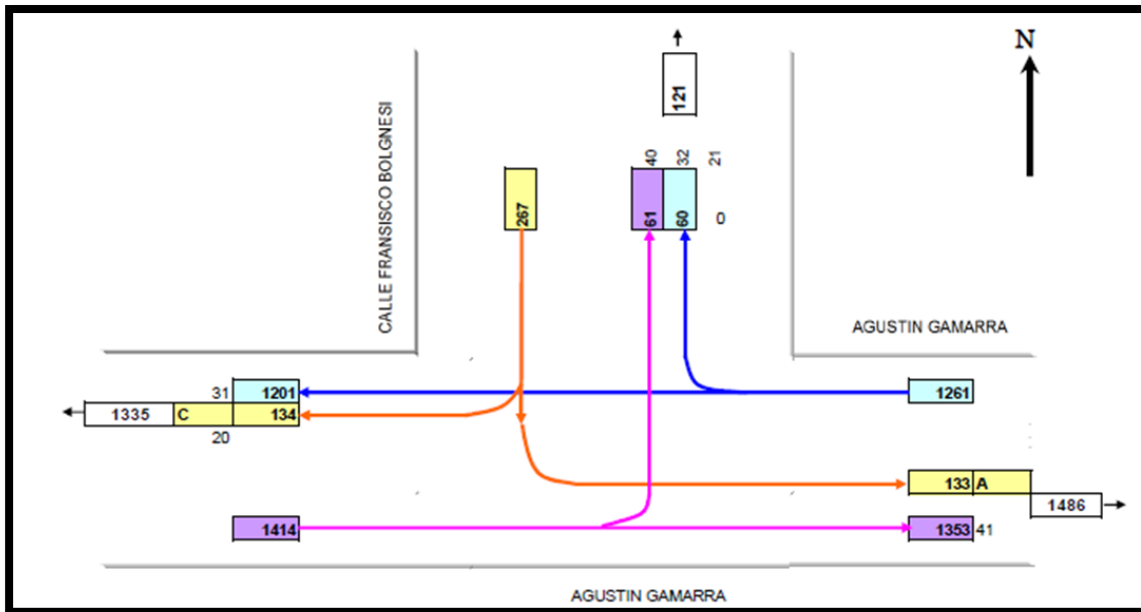 N
121
40 32 21
267 61 60 0
CALLE FRANSISCO BOLGNESI
AGUSTIN GAMARRA
31 1201 1261
1335 C 134
20
133 A
1486
1414 1353 41
AGUSTIN GAMARRA